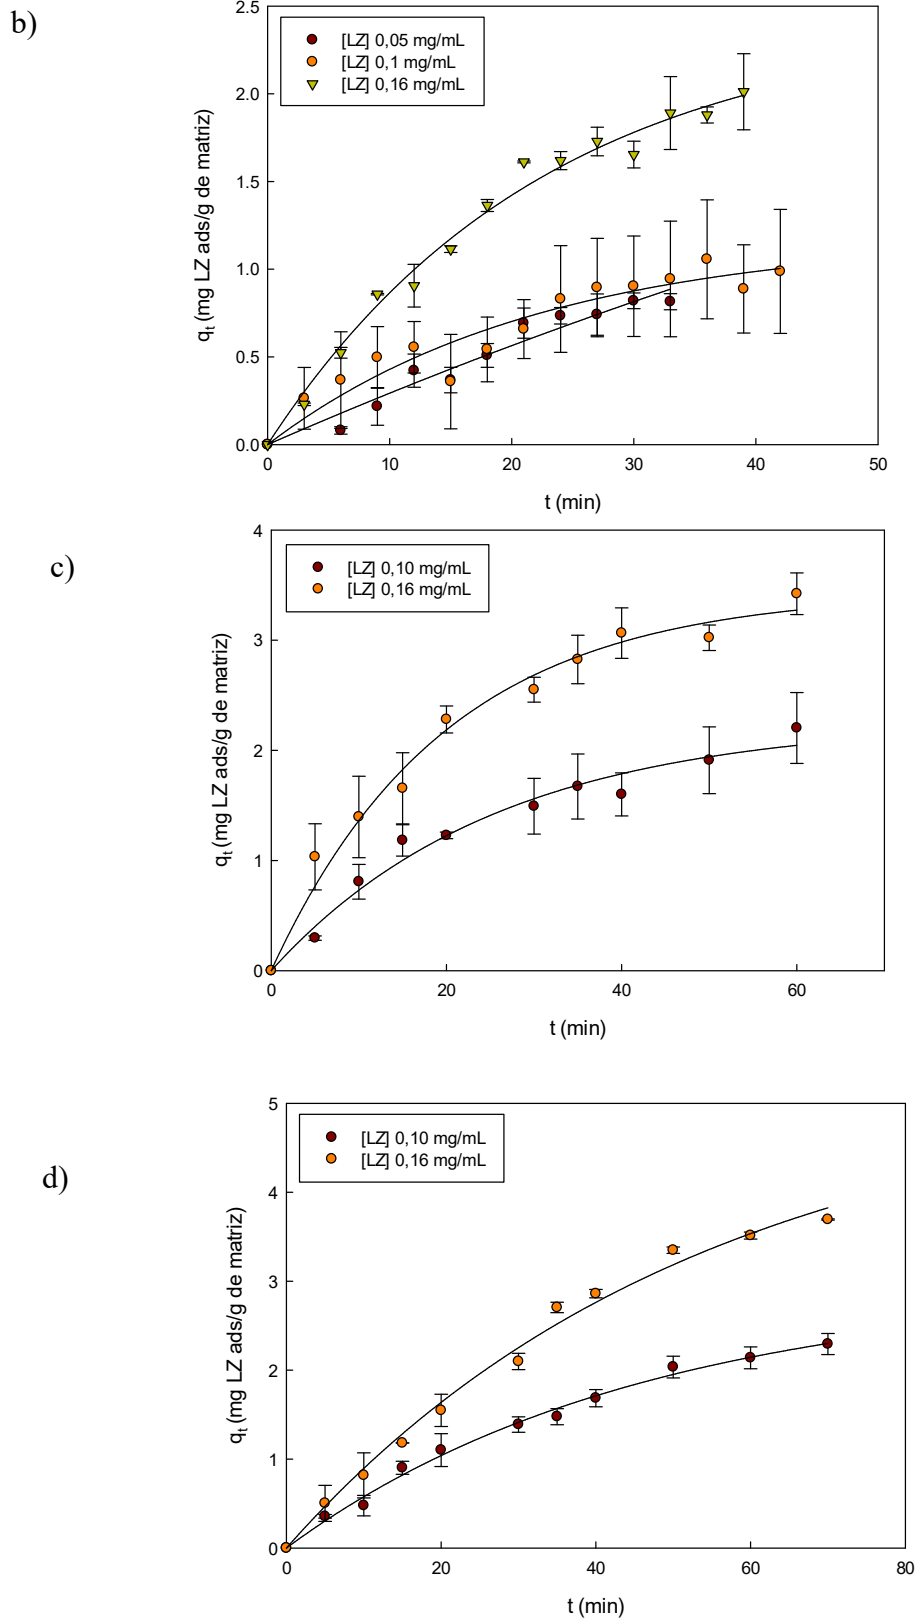 b)
2.5
2.0
1.5
1.0
0.5
0.0
q_t (mg LZ ads/g de matriz)
[LZ] 0,05 mg/mL
[LZ] 0,1 mg/mL
[LZ] 0,16 mg/mL
0 10 20 30 40 50
t (min)
c)
4
3
2
1
0
q_t (mg LZ ads/g de matriz)
[LZ] 0,10 mg/mL
[LZ] 0,16 mg/mL
0 20 40 60
t (min)
d)
5
4
3
2
1
0
q_t (mg LZ ads/g de matriz)
[LZ] 0,10 mg/mL
[LZ] 0,16 mg/mL
0 20 40 60 80
t (min)